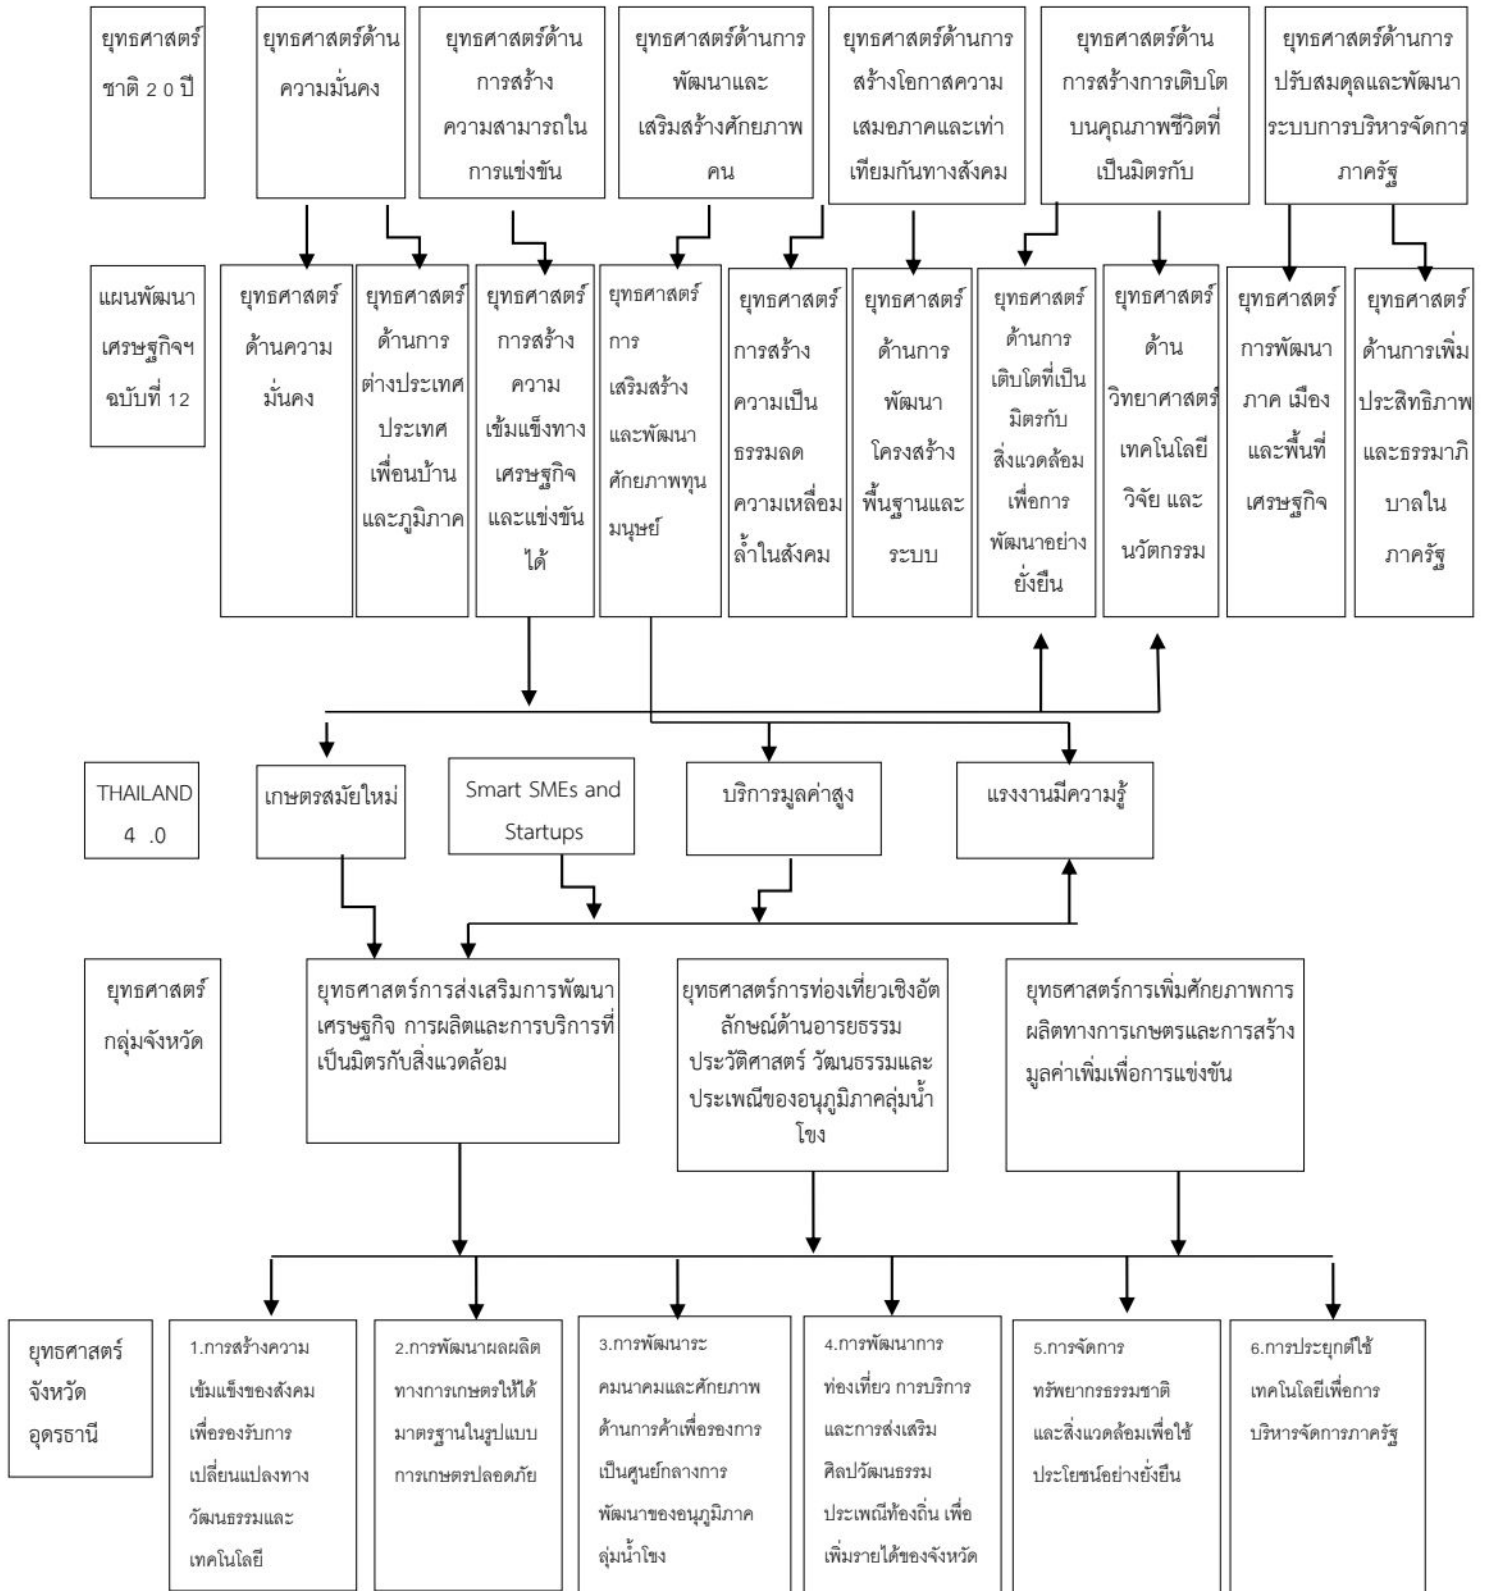 ยุทธศาสตร์
ชาติ 2 0 ปี
ยุทธศาสตร์ด้าน
ความมั่นคง
ยุทธศาสตร์ด้าน
การสร้าง
ความสามารถใน
การแข่งขัน
ยุทธศาสตร์ด้านการ
พัฒนาและ
เสริมสร้างศักยภาพ
คน
ยุทธศาสตร์ด้านการ
สร้างโอกาสความ
เสมอภาคและเท่า
เทียมกันทางสังคม
ยุทธศาสตร์ด้าน
การสร้างการเติบโต
บนคุณภาพชีวิตที่
เป็นมิตรกับ
ยุทธศาสตร์ด้านการ
ปรับสมดุลและพัฒนา
ระบบการบริหารจัดการ
ภาครัฐ
แผนพัฒนา
เศรษฐกิจฯ
ฉบับที่ 12
ยุทธศาสตร์
ด้านความ
มั่นคง
ยุทธศาสตร์
ด้านการ
ต่างประเทศ
ประเทศ
เพื่อนบ้าน
และภูมิภาค
ยุทธศาสตร์
การสร้าง
ความ
เข้มแข็งทาง
เศรษฐกิจ
และแข่งขัน
ได้
ยุทธศาสตร์
การ
เสริมสร้าง
และพัฒนา
ศักยภาพทุน
มนุษย์
ยุทธศาสตร์
การสร้าง
ความเป็น
ธรรมลด
ความเหลื่อม
ล้ำในสังคม
ยุทธศาสตร์
ด้านการ
พัฒนา
โครงสร้าง
พื้นฐานและ
ระบบ
ยุทธศาสตร์
ด้านการ
เติบโตที่เป็น
มิตรกับ
สิ่งแวดล้อม
เพื่อการ
พัฒนาอย่าง
ยั่งยืน
ยุทธศาสตร์
ด้าน
วิทยาศาสตร์
เทคโนโลยี
วิจัย และ
นวัตกรรม
ยุทธศาสตร์
การพัฒนา
ภาค เมือง
และพื้นที่
เศรษฐกิจ
ยุทธศาสตร์
ด้านการเพิ่ม
ประสิทธิภาพ
และธรรมาภิ
บาลใน
ภาครัฐ
THAILAND
4 .0
เกษตรสมัยใหม่
Smart SMEs and
Startups
บริการมูลค่าสูง
แรงงานมีความรู้
ยุทธศาสตร์
กลุ่มจังหวัด
ยุทธศาสตร์การส่งเสริมการพัฒนา
เศรษฐกิจ การผลิตและการบริการที่
เป็นมิตรกับสิ่งแวดล้อม
ยุทธศาสตร์การท่องเที่ยวเชิงอัต
ลักษณ์ด้านอารยธรรม
ประวัติศาสตร์ วัฒนธรรมและ
ประเพณีของอนุภูมิภาคลุ่มน้ำ
โขง
ยุทธศาสตร์การเพิ่มศักยภาพการ
ผลิตทางการเกษตรและการสร้าง
มูลค่าเพิ่มเพื่อการแข่งขัน
ยุทธศาสตร์
จังหวัด
อุดรธานี
1.การสร้างความ
เข้มแข็งของสังคม
เพื่อรองรับการ
เปลี่ยนแปลงทาง
วัฒนธรรมและ
เทคโนโลยี
2.การพัฒนาผลผลิต
ทางการเกษตรให้ได้
มาตรฐานในรูปแบบ
การเกษตรปลอดภัย
3.การพัฒนาระ
คมนาคมและศักยภาพ
ด้านการค้าเพื่อรองการ
เป็นศูนย์กลางการ
พัฒนาของอนุภูมิภาค
ลุ่มน้ำโขง
4.การพัฒนาการ
ท่องเที่ยว การบริการ
และการส่งเสริม
ศิลปวัฒนธรรม
ประเพณีท้องถิ่น เพื่อ
เพิ่มรายได้ของจังหวัด
5.การจัดการ
ทรัพยากรธรรมชาติ
และสิ่งแวดล้อมเพื่อใช้
ประโยชน์อย่างยั่งยืน
6.การประยุกต์ใช้
เทคโนโลยีเพื่อการ
บริหารจัดการภาครัฐ